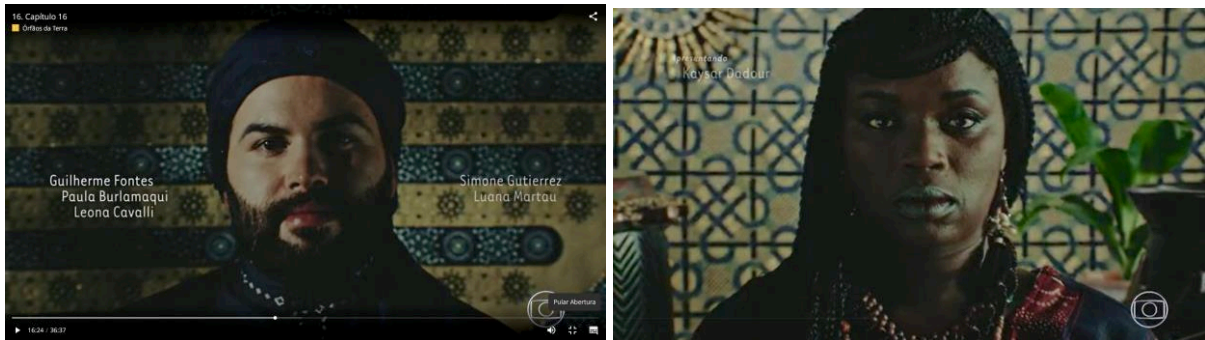 16. Capítulo 16
Órfãos da Terra
Guilherme Fontes
Paula Burlamaqui
Leona Cavalli
Simone Gutierrez
Luana Martau
Pular Abertura
16:24 / 36:37
Apresentando
Kaysar Dadour